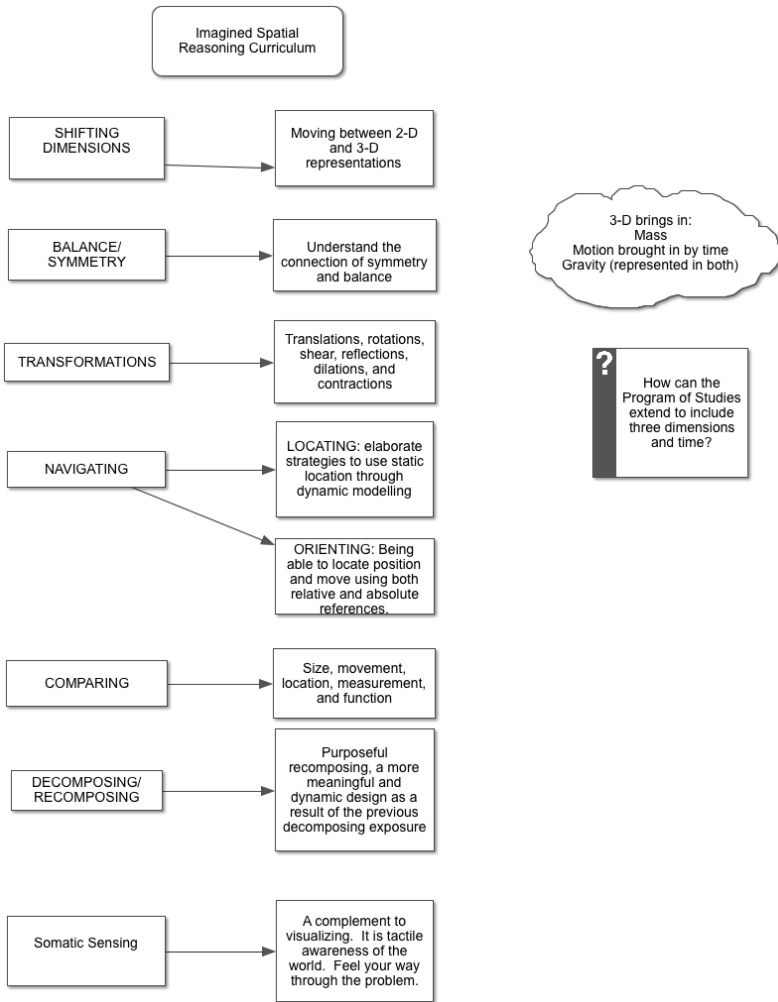 Imagined Spatial
Reasoning Curriculum
SHIFTING
DIMENSIONS
Moving between 2-D
and 3-D
representations
3-D brings in:
Mass
Motion brought in by time
Gravity (represented in both)
BALANCE/
SYMMETRY
Understand the
connection of symmetry
and balance
TRANSFORMATIONS
Translations, rotations,
shear, reflections,
dilations, and
contractions
?
How can the
Program of Studies
extend to include
three dimensions
and time?
NAVIGATING
LOCATING: elaborate
strategies to use static
location through
dynamic modelling
ORIENTING: Being
able to locate position
and move using both
relative and absolute
references.
COMPARING
Size, movement,
location, measurement,
and function
DECOMPOSING/
RECOMPOSING
Purposeful
recomposing, a more
meaningful and
dynamic design as a
result of the previous
decomposing exposure
Somatic Sensing
A complement to
visualizing.  It is tactile
awareness of the
world.  Feel your way
through the problem.